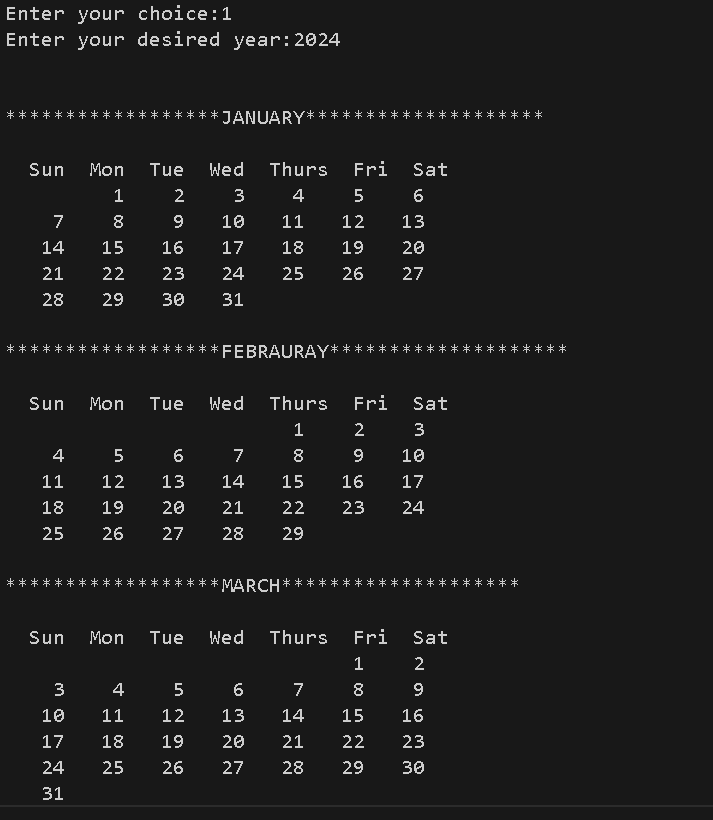 Enter your choice:1
Enter your desired year:2024
******************JANUARY********************
Sun Mon Tue Wed Thurs Fri Sat
1 2 3 4 5 6
7 8 9 10 11 12 13
14 15 16 17 18 19 20
21 22 23 24 25 26 27
28 29 30 31
******************FEBRAURAY********************
Sun Mon Tue Wed Thurs Fri Sat
1 2 3
4 5 6 7 8 9 10
11 12 13 14 15 16 17
18 19 20 21 22 23 24
25 26 27 28 29
******************MARCH********************
Sun Mon Tue Wed Thurs Fri Sat
1 2
3 4 5 6 7 8 9
10 11 12 13 14 15 16
17 18 19 20 21 22 23
24 25 26 27 28 29 30
31